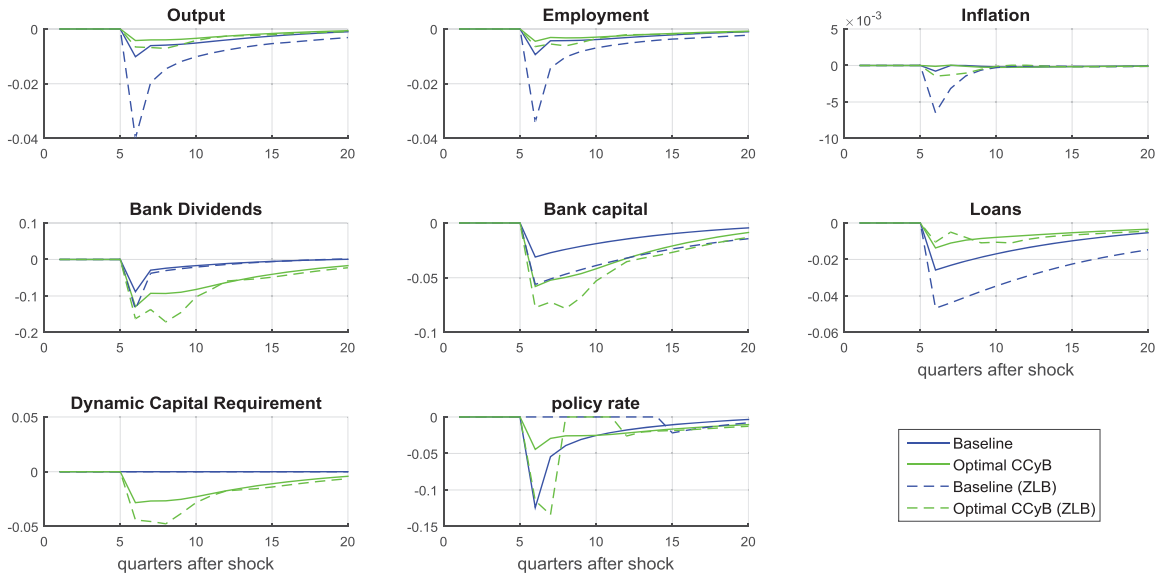 Output
0
-0.02
-0.04
0 5 10 15 20
Employment
0
-0.02
-0.04
0 5 10 15 20
Inflation
×10^-3
5
0
-5
-10
0 5 10 15 20
Bank Dividends
0.1
0
-0.1
-0.2
0 5 10 15 20
Bank capital
0
-0.05
-0.1
0 5 10 15 20
Loans
0
-0.02
-0.04
-0.06
0 5 10 15 20
quarters after shock
Dynamic Capital Requirement
0.05
0
-0.05
0 5 10 15 20
quarters after shock
policy rate
0
-0.05
-0.1
-0.15
0 5 10 15 20
quarters after shock
Baseline
Optimal CCyB
Baseline (ZLB)
Optimal CCyB (ZLB)